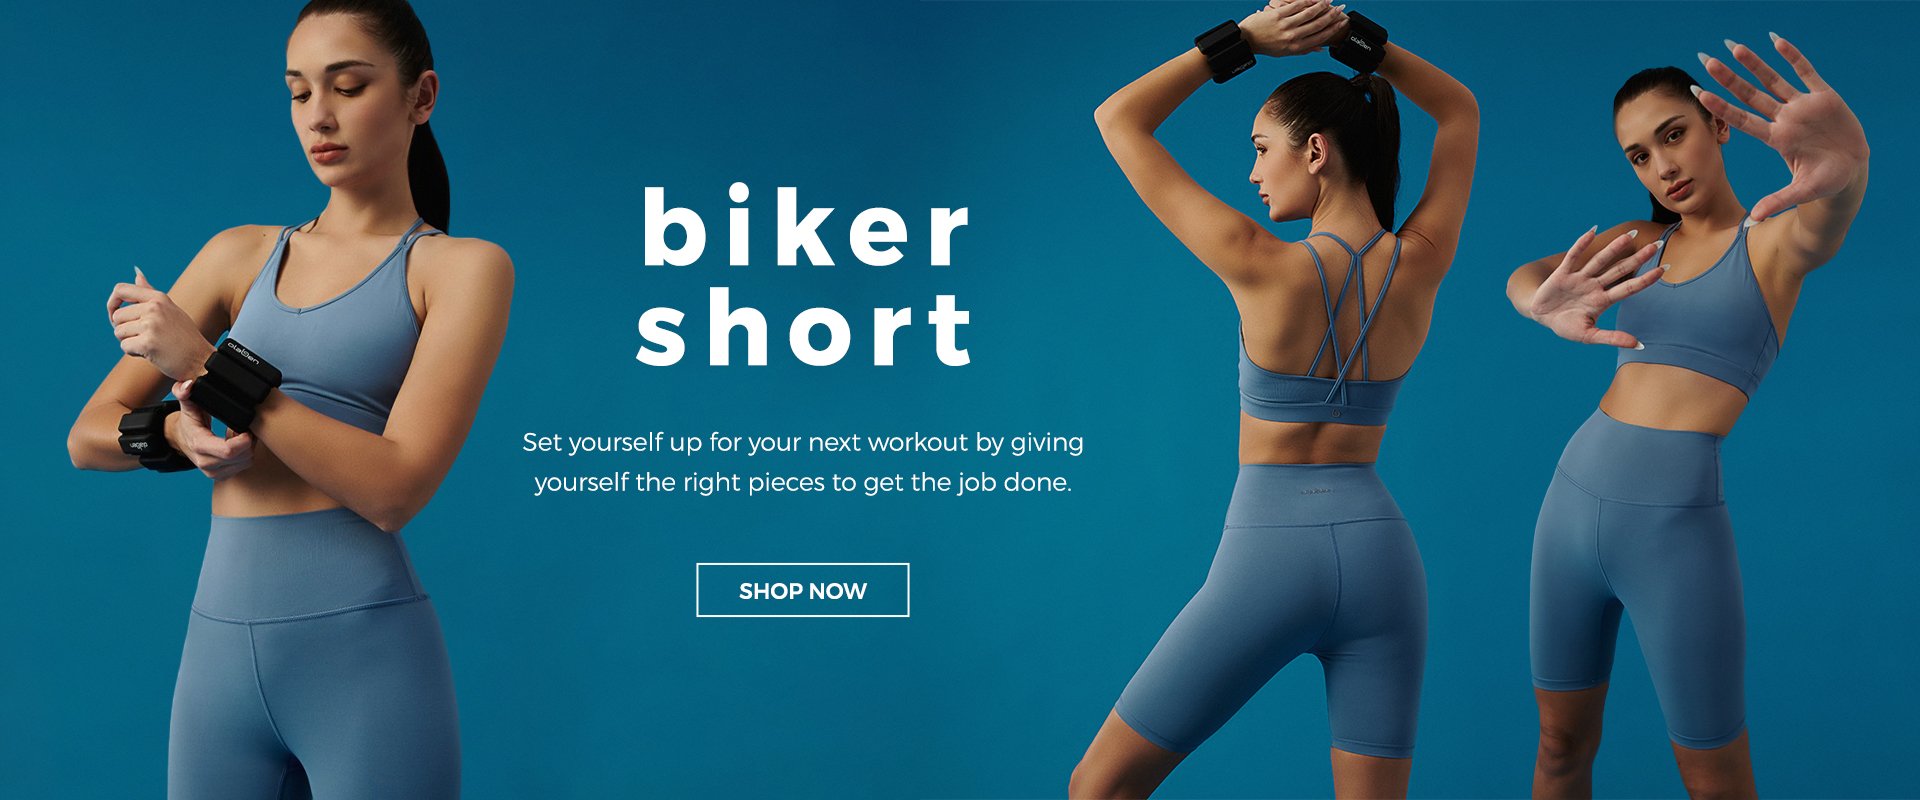 biker
short
Set yourself up for your next workout by giving
yourself the right pieces to get the job done.
SHOP NOW